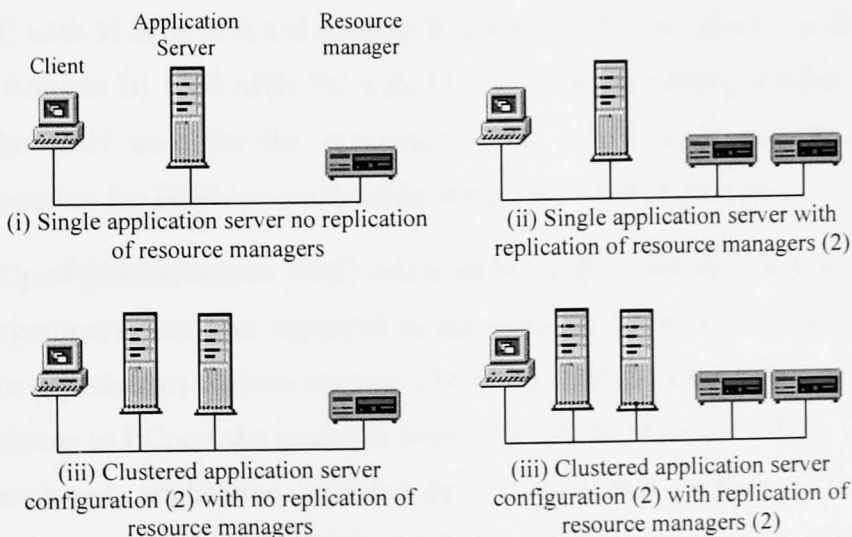 Client
Application
Server
Resource
manager
(i) Single application server no replication
of resource managers
(ii) Single application server with
replication of resource managers (2)
(iii) Clustered application server
configuration (2) with no replication of
resource managers
(iii) Clustered application server
configuration (2) with replication of
resource managers (2)